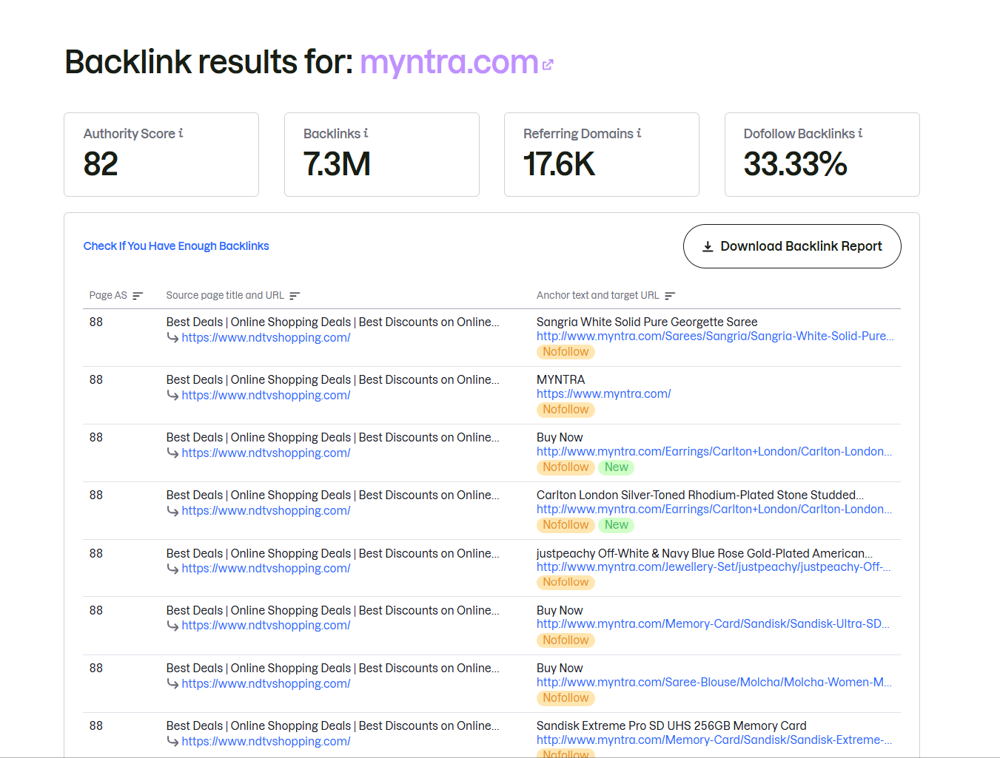 Backlink results for: myntra.com
Authority Score i
82
Backlinks i
7.3M
Referring Domains i
17.6K
Dofollow Backlinks i
33.33%
Check If You Have Enough Backlinks
Download Backlink Report
Page AS Source page title and URL Anchor text and target URL
88 Best Deals | Online Shopping Deals | Best Discounts on Online... Sangria White Solid Pure Georgette Saree
https://www.ndtvshopping.com/ http://www.myntra.com/Sarees/Sangria/Sangria-White-Solid-Pure...
Nofollow
88 Best Deals | Online Shopping Deals | Best Discounts on Online... MYNTRA
https://www.ndtvshopping.com/ https://www.myntra.com/
Nofollow
88 Best Deals | Online Shopping Deals | Best Discounts on Online... Buy Now
https://www.ndtvshopping.com/ http://www.myntra.com/Earrings/Carlton+London/Carlton-London...
Nofollow New
88 Best Deals | Online Shopping Deals | Best Discounts on Online... Carlton London Silver-Toned Rhodium-Plated Stone Studded...
https://www.ndtvshopping.com/ http://www.myntra.com/Earrings/Carlton+London/Carlton-London...
Nofollow New
88 Best Deals | Online Shopping Deals | Best Discounts on Online... justpeachy Off-White & Navy Blue Rose Gold-Plated American...
https://www.ndtvshopping.com/ http://www.myntra.com/Jewellery-Set/justpeachy/justpeachy-Off-...
Nofollow
88 Best Deals | Online Shopping Deals | Best Discounts on Online... Buy Now
https://www.ndtvshopping.com/ http://www.myntra.com/Memory-Card/Sandisk/Sandisk-Ultra-SD...
Nofollow
88 Best Deals | Online Shopping Deals | Best Discounts on Online... Buy Now
https://www.ndtvshopping.com/ http://www.myntra.com/Saree-Blouse/Molcha/Molcha-Women-M...
Nofollow
88 Best Deals | Online Shopping Deals | Best Discounts on Online... Sandisk Extreme Pro SD UHS 256GB Memory Card
https://www.ndtvshopping.com/ http://www.myntra.com/Memory-Card/Sandisk/Sandisk-Extreme-...
Nofollow